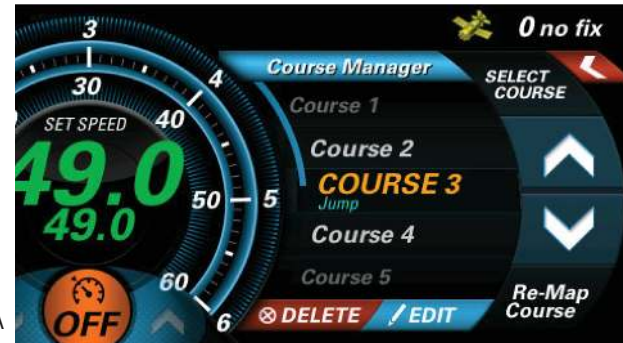 3
0 no fix
Course Manager
SELECT
COURSE
4
30
Course 1
SET SPEED
40
Course 2
49.0
COURSE 3
50
5
Jump
49.0
Course 4
60
Course 5
Re-Map
Course
OFF
6
DELETE
EDIT